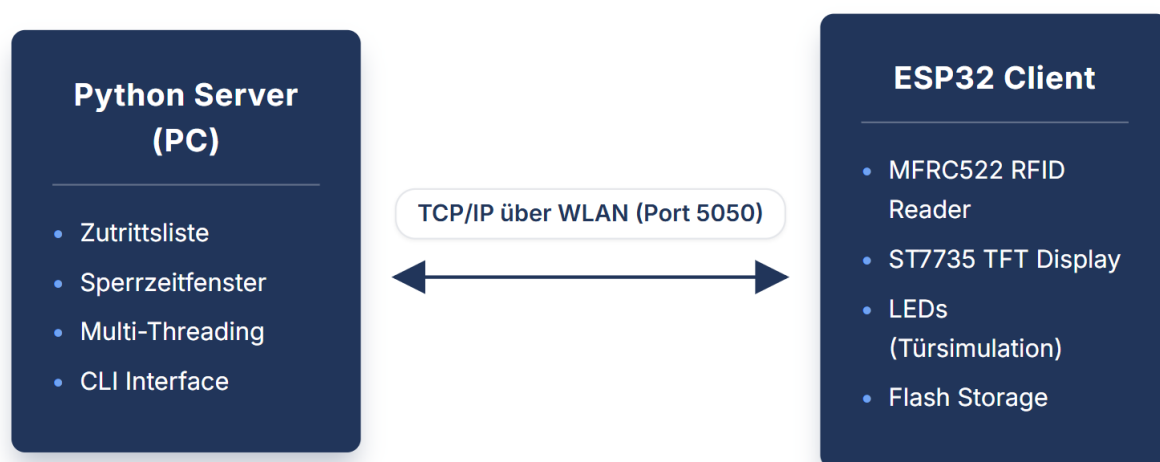 Python Server
(PC)
• Zutrittsliste
• Sperrzeitfenster
• Multi-Threading
• CLI Interface
TCP/IP über WLAN (Port 5050)
ESP32 Client
• MFRC522 RFID
Reader
• ST7735 TFT Display
• LEDs
(Türsimulation)
• Flash Storage